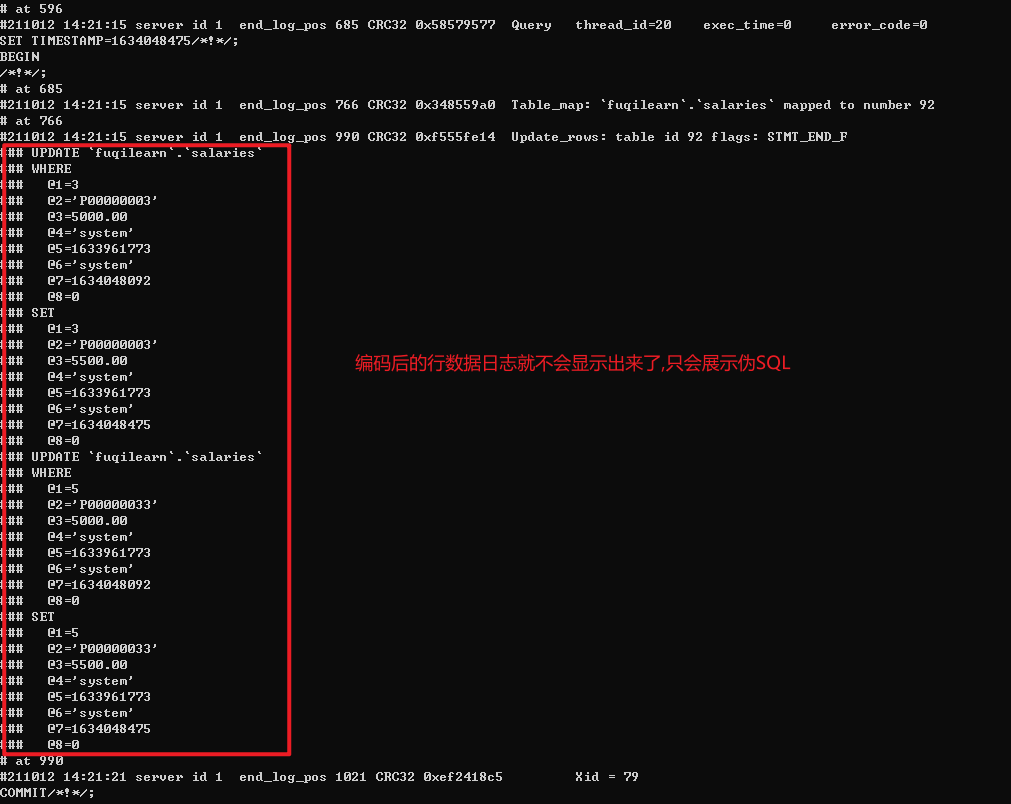 # at 596
#211012 14:21:15 server id 1  end_log_pos 685 CRC32 0x58579577  Query   thread_id=20    exec_time=0     error_code=0
SET TIMESTAMP=1634048475/*!*/;
BEGIN
/*!*/;
# at 685
#211012 14:21:15 server id 1  end_log_pos 766 CRC32 0x348559a0  Table_map: `fuqilearn`.`salaries` mapped to number 92
# at 766
#211012 14:21:15 server id 1  end_log_pos 990 CRC32 0xf555fe14  Update_rows: table id 92 flags: STMT_END_F
### UPDATE `fuqilearn`.`salaries`
### WHERE
###   @1=3
###   @2='P00000003'
###   @3=5000.00
###   @4='system'
###   @5=1633961773
###   @6='system'
###   @7=1634048092
###   @8=0
### SET
###   @1=3
###   @2='P00000003'
###   @3=5500.00
编码后的行数据日志就不会显示出来了,只会展示伪SQL
###   @4='system'
###   @5=1633961773
###   @6='system'
###   @7=1634048475
###   @8=0
### UPDATE `fuqilearn`.`salaries`
### WHERE
###   @1=5
###   @2='P00000033'
###   @3=5000.00
###   @4='system'
###   @5=1633961773
###   @6='system'
###   @7=1634048092
###   @8=0
### SET
###   @1=5
###   @2='P00000033'
###   @3=5500.00
###   @4='system'
###   @5=1633961773
###   @6='system'
###   @7=1634048475
###   @8=0
# at 990
#211012 14:21:21 server id 1  end_log_pos 1021 CRC32 0xef2418c5         Xid = 79
COMMIT/*!*/;